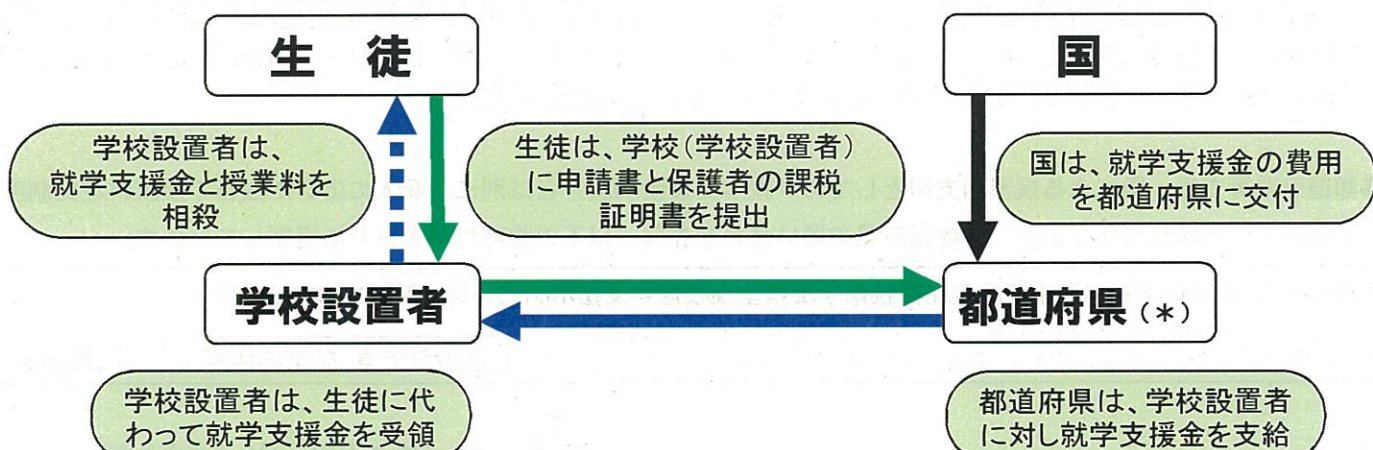 生 徒
国
学校設置者は、
就学支援金と授業料を
相殺
生徒は、学校(学校設置者)
に申請書と保護者の課税
証明書を提出
国は、就学支援金の費用
を都道府県に交付
学校設置者
都道府県(*)
学校設置者は、生徒に代
わって就学支援金を受領
都道府県は、学校設置者
に対し就学支援金を支給